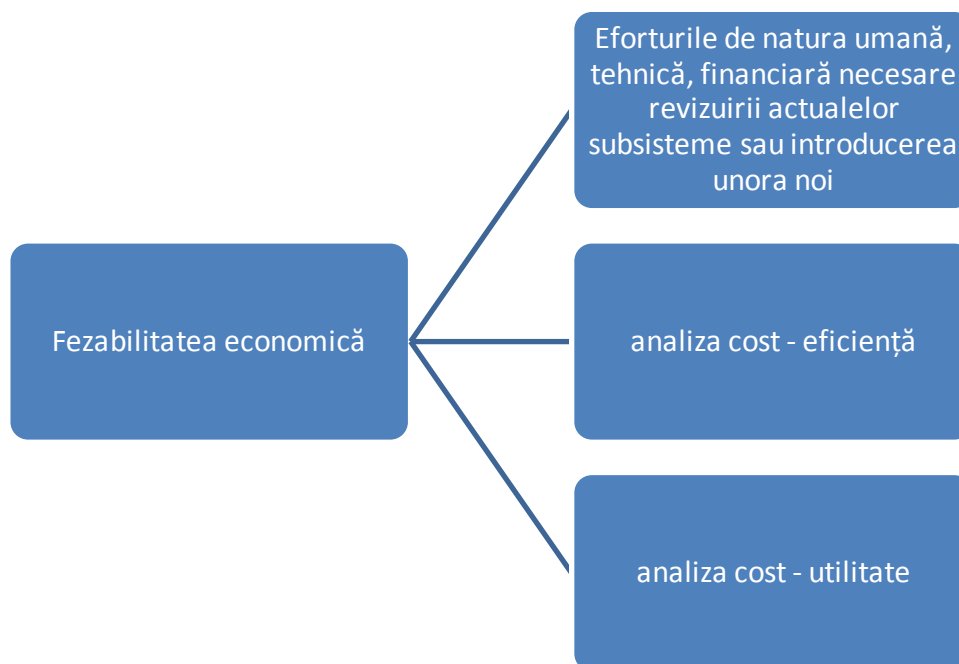 Eforturile de natura umană,
tehnică, financiară necesare
revizuirii actualelor
subsisteme sau introducerea
unora noi
Fezabilitatea economică
analiza cost - eficiență
analiza cost - utilitate